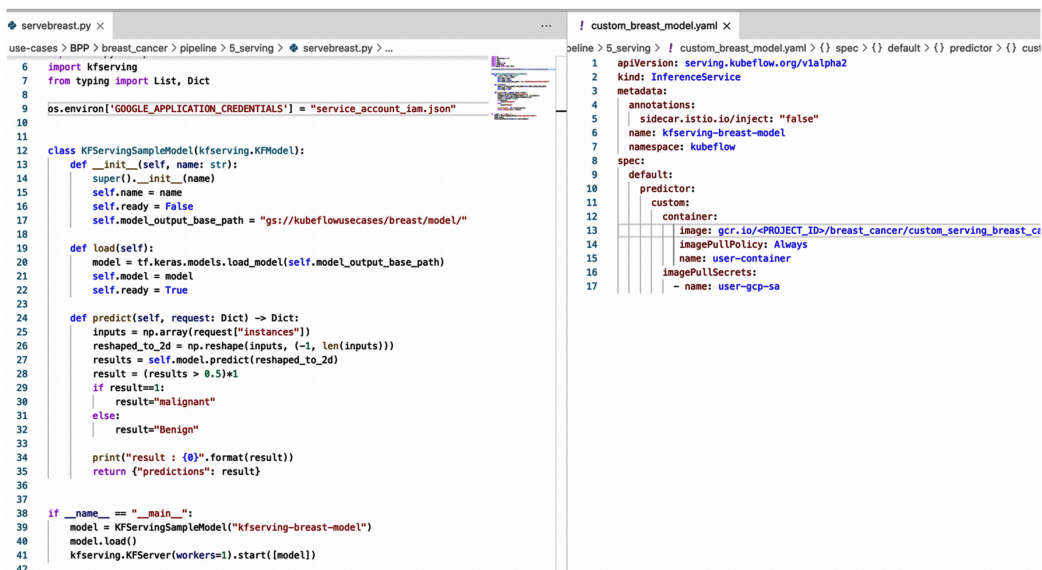 servebreast.py ×
...
use-cases > BPP > breast_cancer > pipeline > 5_serving > servebreast.py > ...
6 import kfserving
7 from typing import List, Dict
8
9 os.environ['GOOGLE_APPLICATION_CREDENTIALS'] = "service_account_iam.json"
10
11
12 class KFServingSampleModel(kfserving.KFModel):
13 def __init__(self, name: str):
14 super().__init__(name)
15 self.name = name
16 self.ready = False
17 self.model_output_base_path = "gs://kubeflowusecases/breast/model/"
18
19 def load(self):
20 model = tf.keras.models.load_model(self.model_output_base_path)
21 self.model = model
22 self.ready = True
23
24 def predict(self, request: Dict) -> Dict:
25 inputs = np.array(request["instances"])
26 reshaped_to_2d = np.reshape(inputs, (-1, len(inputs)))
27 results = self.model.predict(reshaped_to_2d)
28 result = (results > 0.5)*1
29 if result==1:
30 result="malignant"
31 else:
32 result="Benign"
33
34 print("result : {0}".format(result))
35 return {"predictions": result}
36
37
38 if __name__ == "__main__":
39 model = KFServingSampleModel("kfserving-breast-model")
40 model.load()
41 kfserving.KFServer(workers=1).start([model])
42
! custom_breast_model.yaml ×
peline > 5_serving > ! custom_breast_model.yaml > {} spec > {} default > {} predictor > {} cust
1 apiVersion: serving.kubeflow.org/v1alpha2
2 kind: InferenceService
3 metadata:
4 annotations:
5 sidecar.istio.io/inject: "false"
6 name: kfserving-breast-model
7 namespace: kubeflow
8 spec:
9 default:
10 predictor:
11 custom:
12 container:
13 image: gcr.io/<PROJECT_ID>/breast_cancer/custom_serving_breast_ca
14 imagePullPolicy: Always
15 name: user-container
16 imagePullSecrets:
17 - name: user-gcp-sa